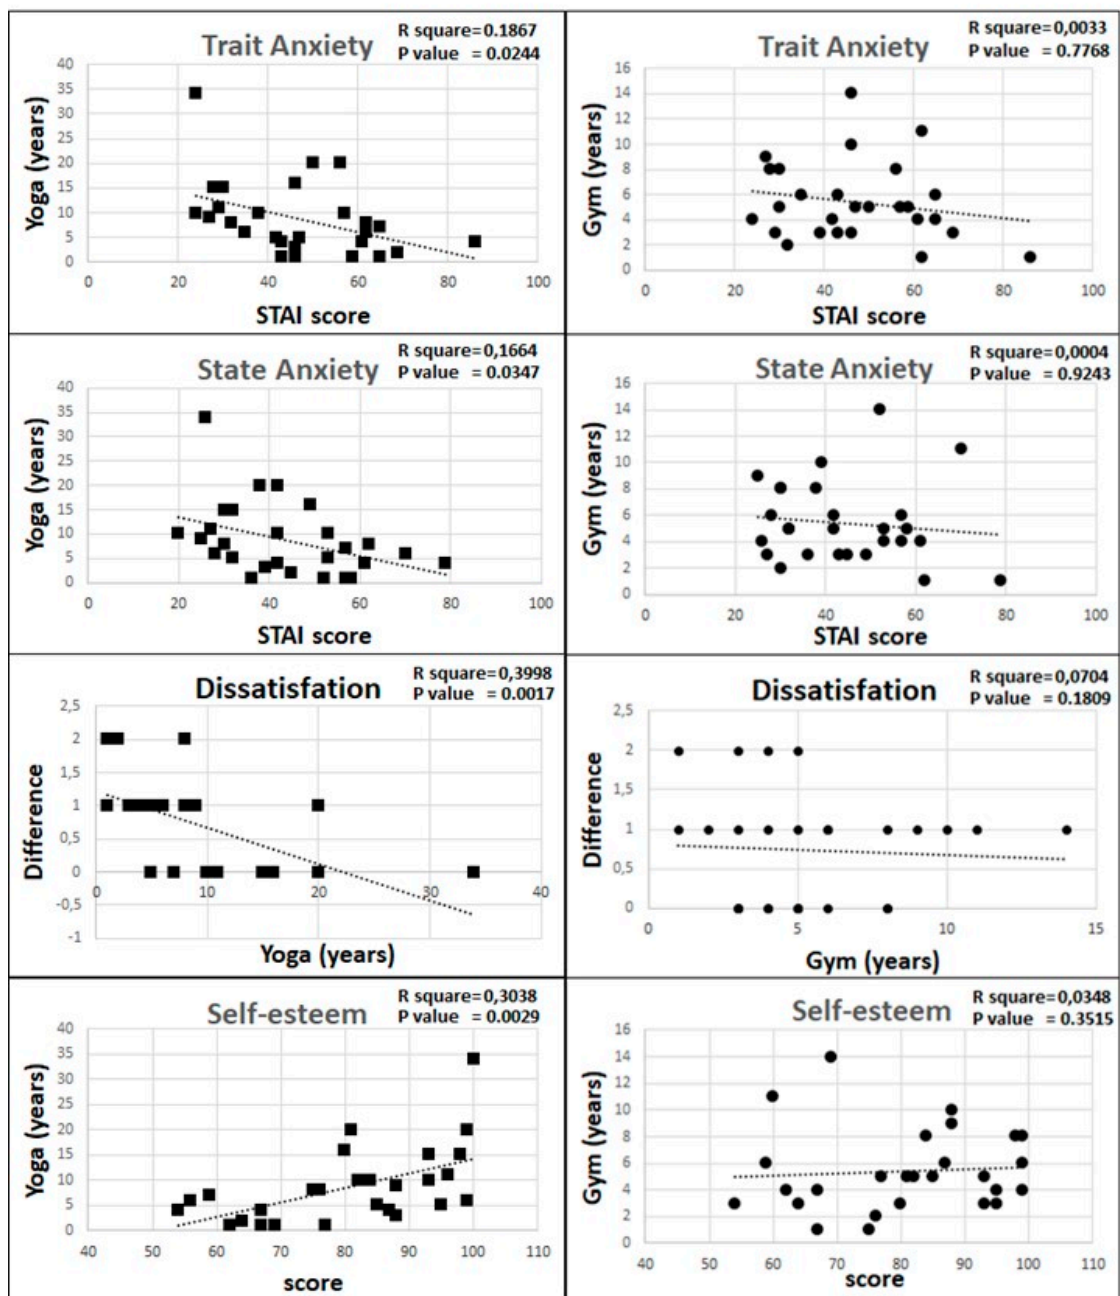 Trait Anxiety
R square=0.1867
P value = 0.0244
Yoga (years)
40
35
30
25
20
15
10
5
0
0 20 40 60 80 100
STAI score
Trait Anxiety
R square=0,0033
P value = 0.7768
Gym (years)
16
14
12
10
8
6
4
2
0
0 20 40 60 80 100
STAI score
State Anxiety
R square=0,1664
P value = 0.0347
Yoga (years)
40
35
30
25
20
15
10
5
0
0 20 40 60 80 100
STAI score
State Anxiety
R square=0,0004
P value = 0.9243
Gym (years)
16
14
12
10
8
6
4
2
0
0 20 40 60 80 100
STAI score
Dissatisfation
R square=0,3998
P value = 0.0017
Difference
2,5
2
1,5
1
0,5
0
-0,5
-1
0 10 20 30 40
Yoga (years)
Dissatisfation
R square=0,0704
P value = 0.1809
Difference
2,5
2
1,5
1
0,5
0
0 5 10 15
Gym (years)
Self-esteem
R square=0,3038
P value = 0.0029
Yoga (years)
40
35
30
25
20
15
10
5
0
40 50 60 70 80 90 100 110
score
Self-esteem
R square=0,0348
P value = 0.3515
Gym (years)
16
14
12
10
8
6
4
2
0
40 50 60 70 80 90 100 110
score